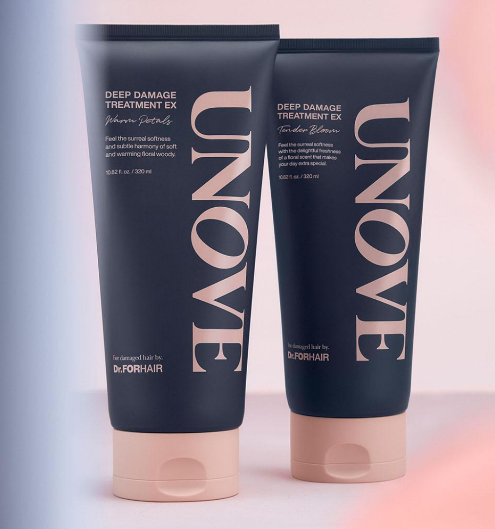 DEEP DAMAGE
TREATMENT EX
Warm Petals
Feel the surreal softness
and subtle harmony of soft
and warming floral woody.
10.82 fl. oz. / 320 ml
UNOVE
For damaged hair by,
Dr.FORHAIR
DEEP DAMAGE
TREATMENT EX
Tender Bloom
Feel the surreal softness
with the delightful freshness
of a floral scent that makes
your day extra special.
10.82 fl. oz. / 320 ml
UNOVE
For damaged hair by,
Dr.FORHAIR